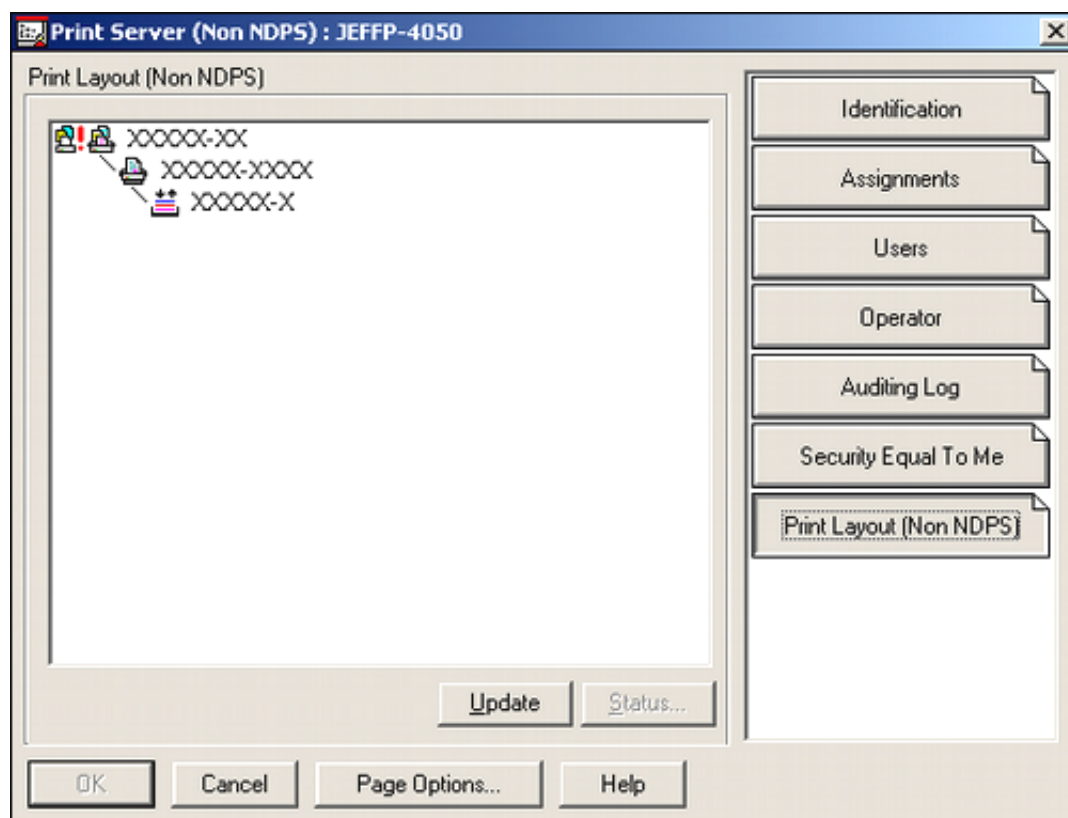 Print Server (Non NDPS) : JEFFP-4050
Print Layout (Non NDPS)
XXXXX-XX
XXXXX-XXXX
XXXXX-X
Update
Status...
OK
Cancel
Page Options...
Help
Identification
Assignments
Users
Operator
Auditing Log
Security Equal To Me
Print Layout (Non NDPS)